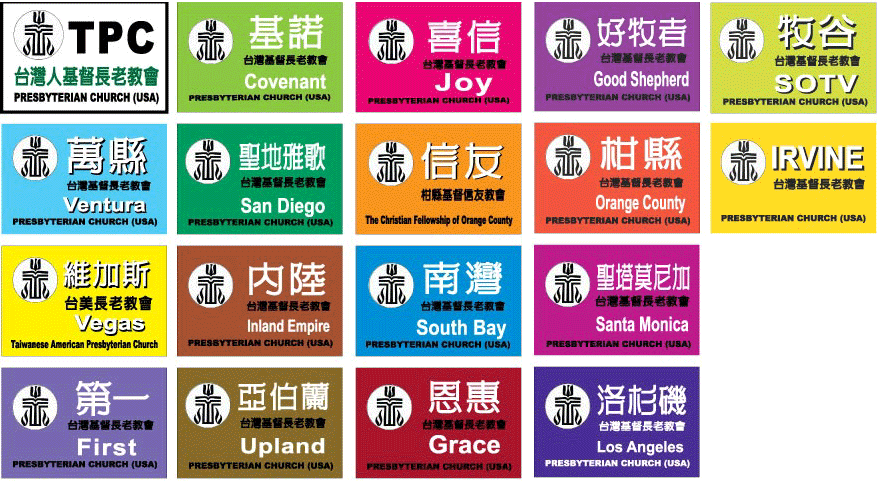 TPC
台灣人基督長老教會
PRESBYTERIAN CHURCH (USA)
基諾
台灣基督長老教會
Covenant
PRESBYTERIAN CHURCH (USA)
喜信
台灣基督長老教會
Joy
PRESBYTERIAN CHURCH (USA)
好牧者
台灣基督長老教會
Good Shepherd
PRESBYTERIAN CHURCH (USA)
牧谷
台灣基督長老教會
SOTV
PRESBYTERIAN CHURCH (USA)
萬縣
台灣基督長老教會
Ventura
PRESBYTERIAN CHURCH (USA)
聖地雅歌
台灣基督長老教會
San Diego
PRESBYTERIAN CHURCH (USA)
信友
柑縣基督信友教會
The Christian Fellowship of Orange County
柑縣
台灣基督長老教會
Orange County
PRESBYTERIAN CHURCH (USA)
IRVINE
台灣基督長老教會
PRESBYTERIAN CHURCH (USA)
維加斯
台美長老教會
Vegas
Taiwanese American Presbyterian Church
內陸
台灣基督長老教會
Inland Empire
PRESBYTERIAN CHURCH (USA)
南灣
台灣基督長老教會
South Bay
PRESBYTERIAN CHURCH (USA)
聖塔莫尼加
台灣基督長老教會
Santa Monica
PRESBYTERIAN CHURCH (USA)
第一
台灣基督長老教會
First
PRESBYTERIAN CHURCH (USA)
亞伯蘭
台灣基督長老教會
Upland
PRESBYTERIAN CHURCH (USA)
恩惠
台灣基督長老教會
Grace
PRESBYTERIAN CHURCH (USA)
洛杉磯
台灣基督長老教會
Los Angeles
PRESBYTERIAN CHURCH (USA)